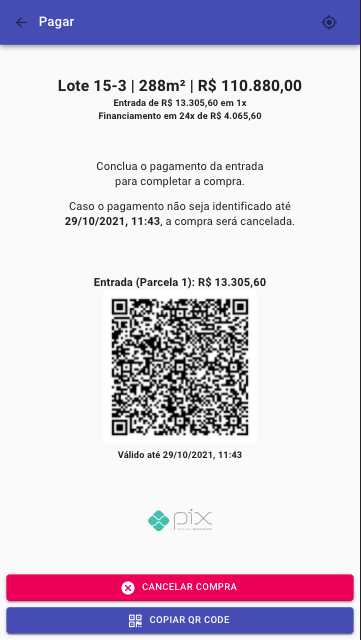 Pagar
Lote 15-3 | 288m² | R$ 110.880,00
Entrada de R$ 13.305,60 em 1x
Financiamento em 24x de R$ 4.065,60
Conclua o pagamento da entrada
para completar a compra.
Caso o pagamento não seja identificado até
29/10/2021, 11:43, a compra será cancelada.
Entrada (Parcela 1): R$ 13.305,60
Válido até 29/10/2021, 11:43
pix
CANCELAR COMPRA
COPIAR QR CODE